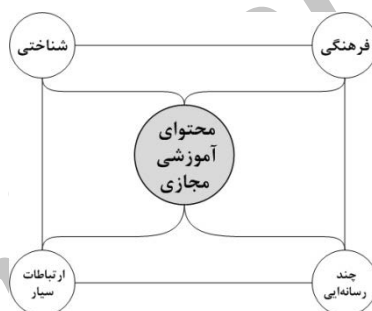 فرهنگی
شناختی
محتوای
آموزشی
مجازی
چند
رسانه‌ایی
ارتباطات
سیار